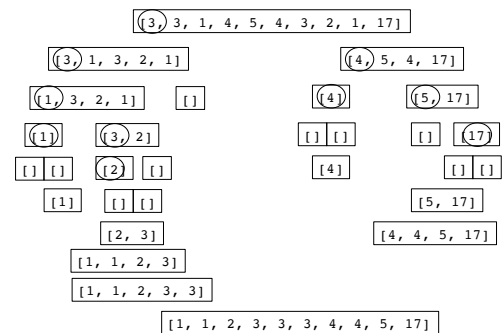 [3, 3, 1, 4, 5, 4, 3, 2, 1, 17]
[3, 1, 3, 2, 1] [4, 5, 4, 17]
[1, 3, 2, 1] [] [4] [5, 17]
[1] [3, 2] [] [] [] [17]
[] [] [2] [] [4] [] []
[1] [] [] [5, 17]
[2, 3] [4, 4, 5, 17]
[1, 1, 2, 3]
[1, 1, 2, 3, 3]
[1, 1, 2, 3, 3, 3, 4, 4, 5, 17]